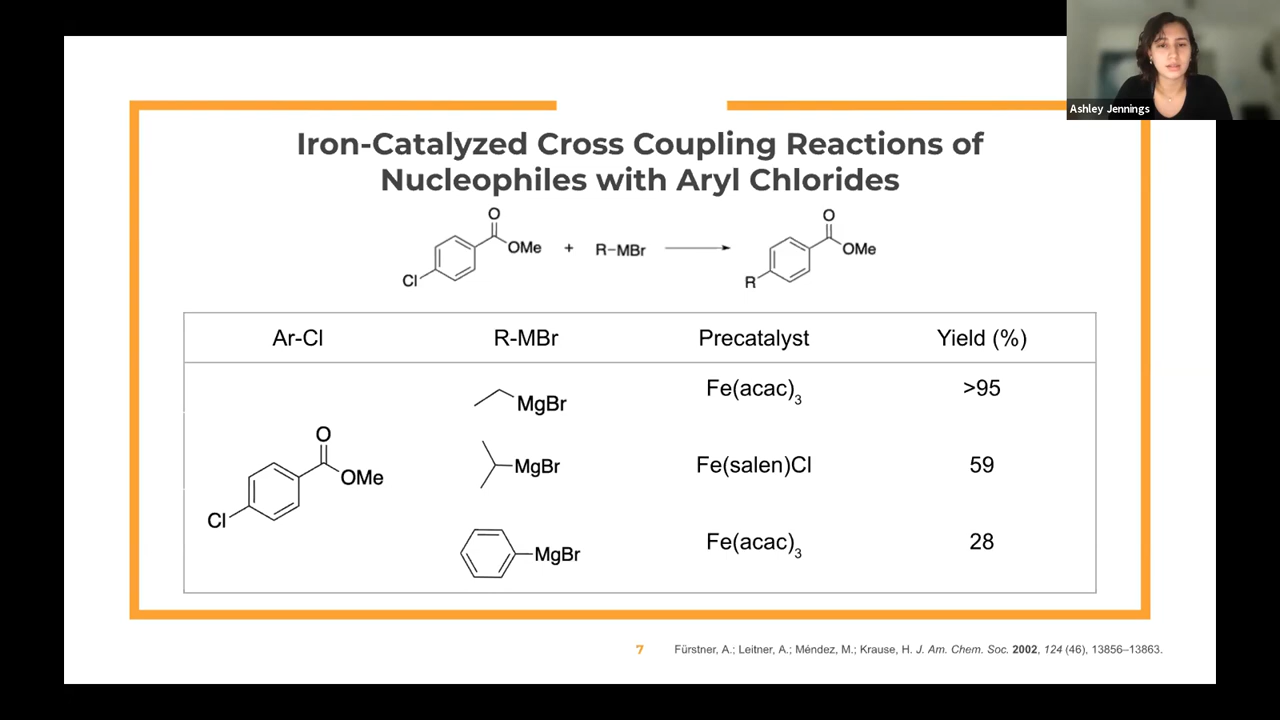 Ashley Jennings
Iron-Catalyzed Cross Coupling Reactions of
Nucleophiles with Aryl Chlorides
O
OMe
Cl
+
R-MBr
O
OMe
R
Ar-Cl R-MBr Precatalyst Yield (%)
MgBr Fe(acac)3 >95
O
OMe
Cl
MgBr Fe(salen)Cl 59
MgBr Fe(acac)3 28
7 Fürstner, A.; Leitner, A.; Méndez, M.; Krause, H. J. Am. Chem. Soc. 2002, 124 (46), 13856–13863.